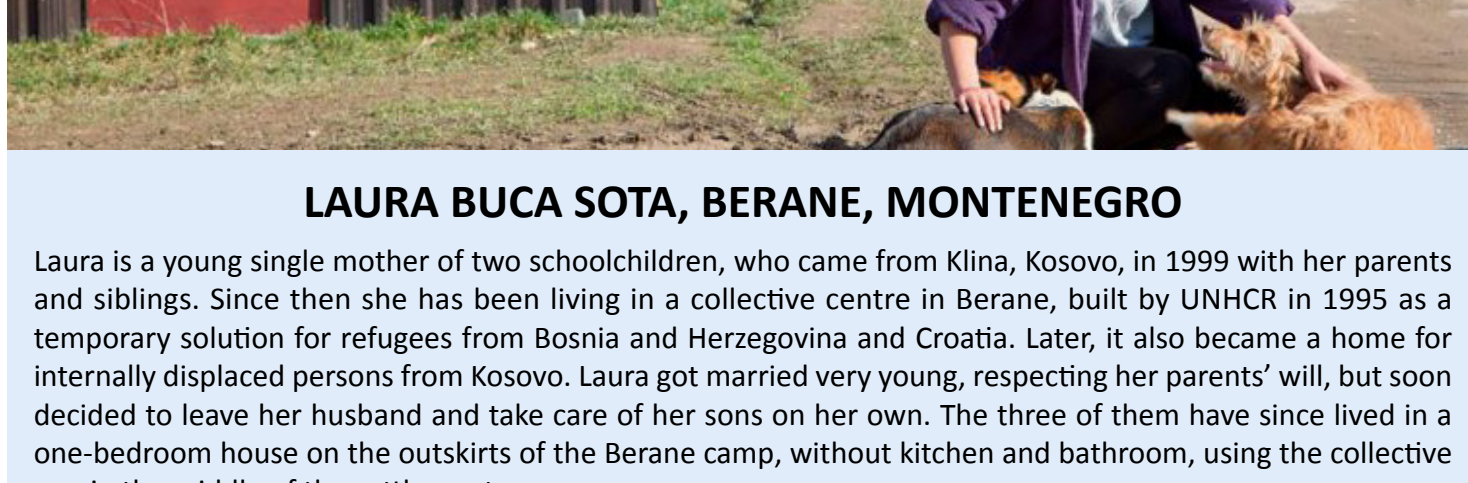 LAURA BUCA SOTA, BERANE, MONTENEGRO
Laura is a young single mother of two schoolchildren, who came from Klina, Kosovo, in 1999 with her parents
and siblings. Since then she has been living in a collective centre in Berane, built by UNHCR in 1995 as a
temporary solution for refugees from Bosnia and Herzegovina and Croatia. Later, it also became a home for
internally displaced persons from Kosovo. Laura got married very young, respecting her parents’ will, but soon
decided to leave her husband and take care of her sons on her own. The three of them have since lived in a
one-bedroom house on the outskirts of the Berane camp, without kitchen and bathroom, using the collective